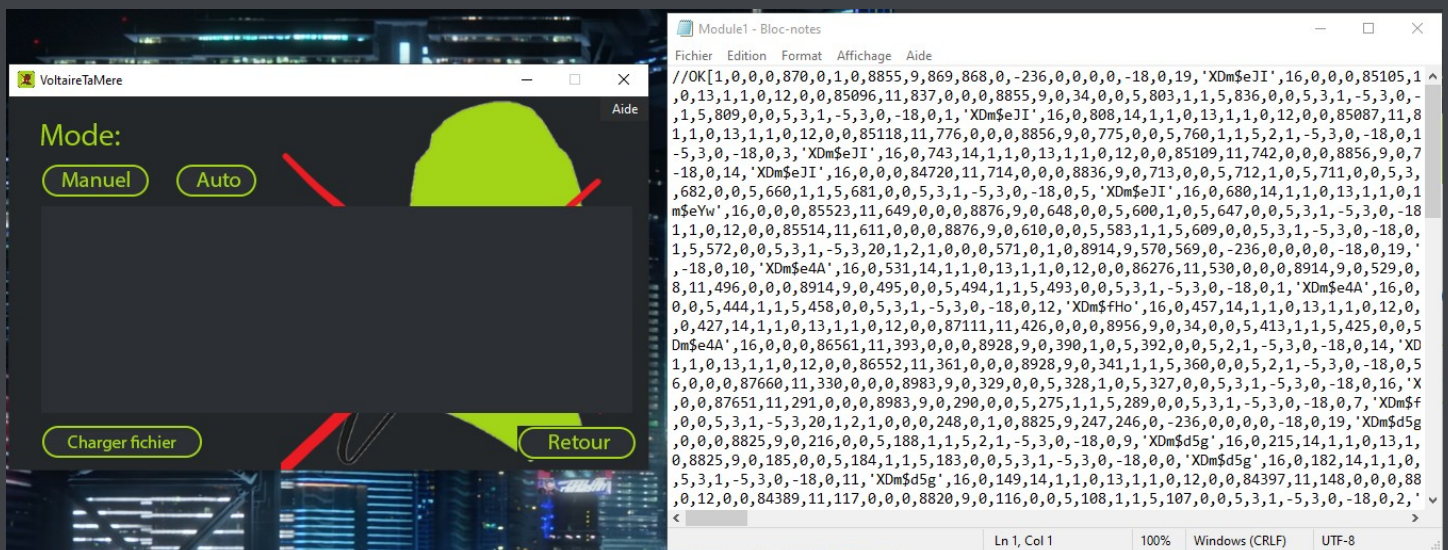 VoltaireTaMere
Aide
Mode:
Manuel Auto
Charger fichier
Retour
Module1 - Bloc-notes
Fichier Edition Format Affichage Aide
//OK[1,0,0,0,870,0,1,0,8855,9,869,868,0,-236,0,0,0,0,-18,0,19,'XDm$eJI',16,0,0,0,85105,1
,0,13,1,1,0,12,0,0,85096,11,837,0,0,0,8855,9,0,34,0,0,5,803,1,1,5,836,0,0,5,3,1,-5,3,0,-
,1,5,809,0,0,5,3,1,-5,3,0,-18,0,1,'XDm$eJI',16,0,808,14,1,1,0,13,1,1,0,12,0,0,85087,11,8
1,1,0,13,1,1,0,12,0,0,85118,11,776,0,0,0,8856,9,0,775,0,0,5,760,1,1,5,2,1,-5,3,0,-18,0,1
-5,3,0,-18,0,3,'XDm$eJI',16,0,743,14,1,1,0,13,1,1,0,12,0,0,85109,11,742,0,0,0,8856,9,0,7
-18,0,14,'XDm$eJI',16,0,0,0,84720,11,714,0,0,0,8836,9,0,713,0,0,5,712,1,0,5,711,0,0,5,3,
,682,0,0,5,660,1,1,5,681,0,0,5,3,1,-5,3,0,-18,0,5,'XDm$eJI',16,0,680,14,1,1,0,13,1,1,0,1
m$eYw',16,0,0,0,85523,11,649,0,0,0,8876,9,0,648,0,0,5,600,1,0,5,647,0,0,5,3,1,-5,3,0,-18
1,1,0,12,0,0,85514,11,611,0,0,0,8876,9,0,610,0,0,5,583,1,1,5,609,0,0,5,3,1,-5,3,0,-18,0,
1,5,572,0,0,5,3,1,-5,3,20,1,2,1,0,0,0,571,0,1,0,8914,9,570,569,0,-236,0,0,0,0,-18,0,19,'
,-18,0,10,'XDm$e4A',16,0,531,14,1,1,0,13,1,1,0,12,0,0,86276,11,530,0,0,0,8914,9,0,529,0,
8,11,496,0,0,0,8914,9,0,495,0,0,5,494,1,1,5,493,0,0,5,3,1,-5,3,0,-18,0,1,'XDm$e4A',16,0,
0,0,5,444,1,1,5,458,0,0,5,3,1,-5,3,0,-18,0,12,'XDm$fHo',16,0,457,14,1,1,0,13,1,1,0,12,0,
,0,427,14,1,1,0,13,1,1,0,12,0,0,87111,11,426,0,0,0,8956,9,0,34,0,0,5,413,1,1,5,425,0,0,5
Dm$e4A',16,0,0,0,86561,11,393,0,0,0,8928,9,0,390,1,0,5,392,0,0,5,2,1,-5,3,0,-18,0,14,'XD
1,1,0,13,1,1,0,12,0,0,86552,11,361,0,0,0,8928,9,0,341,1,1,5,360,0,0,5,2,1,-5,3,0,-18,0,5
6,0,0,0,87660,11,330,0,0,0,8983,9,0,329,0,0,5,328,1,0,5,327,0,0,5,3,1,-5,3,0,-18,0,16,'X
,0,0,87651,11,291,0,0,0,8983,9,0,290,0,0,5,275,1,1,5,289,0,0,5,3,1,-5,3,0,-18,0,7,'XDm$f
,0,0,5,3,1,-5,3,20,1,2,1,0,0,0,248,0,1,0,8825,9,247,246,0,-236,0,0,0,0,-18,0,19,'XDm$d5g
,0,0,0,8825,9,0,216,0,0,5,188,1,1,5,2,1,-5,3,0,-18,0,9,'XDm$d5g',16,0,215,14,1,1,0,13,1,
0,8825,9,0,185,0,0,5,184,1,1,5,183,0,0,5,3,1,-5,3,0,-18,0,0,'XDm$d5g',16,0,182,14,1,1,0,
,5,3,1,-5,3,0,-18,0,11,'XDm$d5g',16,0,149,14,1,1,0,13,1,1,0,12,0,0,84397,11,148,0,0,0,88
,0,12,0,0,84389,11,117,0,0,0,8820,9,0,116,0,0,5,108,1,1,5,107,0,0,5,3,1,-5,3,0,-18,0,2,'
Ln 1, Col 1 100% Windows (CRLF) UTF-8